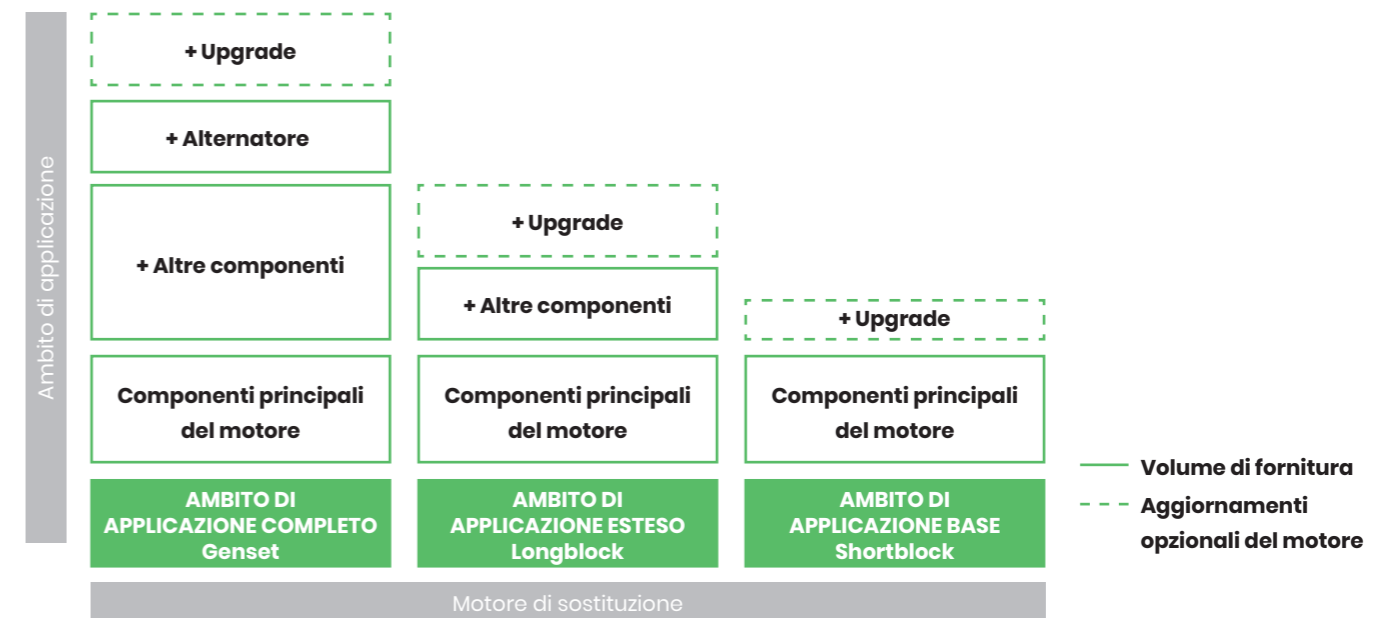 Ambito di applicazione
+ Upgrade
+ Alternatore
+ Altre componenti
Componenti principali
del motore
AMBITO DI
APPLICAZIONE COMPLETO
Genset
+ Upgrade
+ Altre componenti
Componenti principali
del motore
AMBITO DI
APPLICAZIONE ESTESO
Longblock
+ Upgrade
Componenti principali
del motore
AMBITO DI
APPLICAZIONE BASE
Shortblock
Volume di fornitura
Aggiornamenti
opzionali del motore
Motore di sostituzione